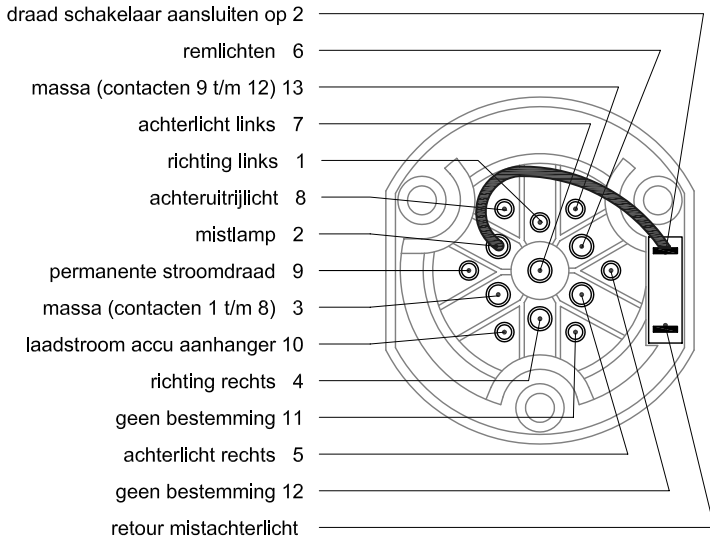 draad schakelaar aansluiten op 2
remlichten 6
massa (contacten 9 t/m 12) 13
achterlicht links 7
richting links 1
achteruitrijlicht 8
mistlamp 2
permanente stroomdraad 9
massa (contacten 1 t/m 8) 3
laadstroom accu aanhanger 10
richting rechts 4
geen bestemming 11
achterlicht rechts 5
geen bestemming 12
retour mistachterlicht